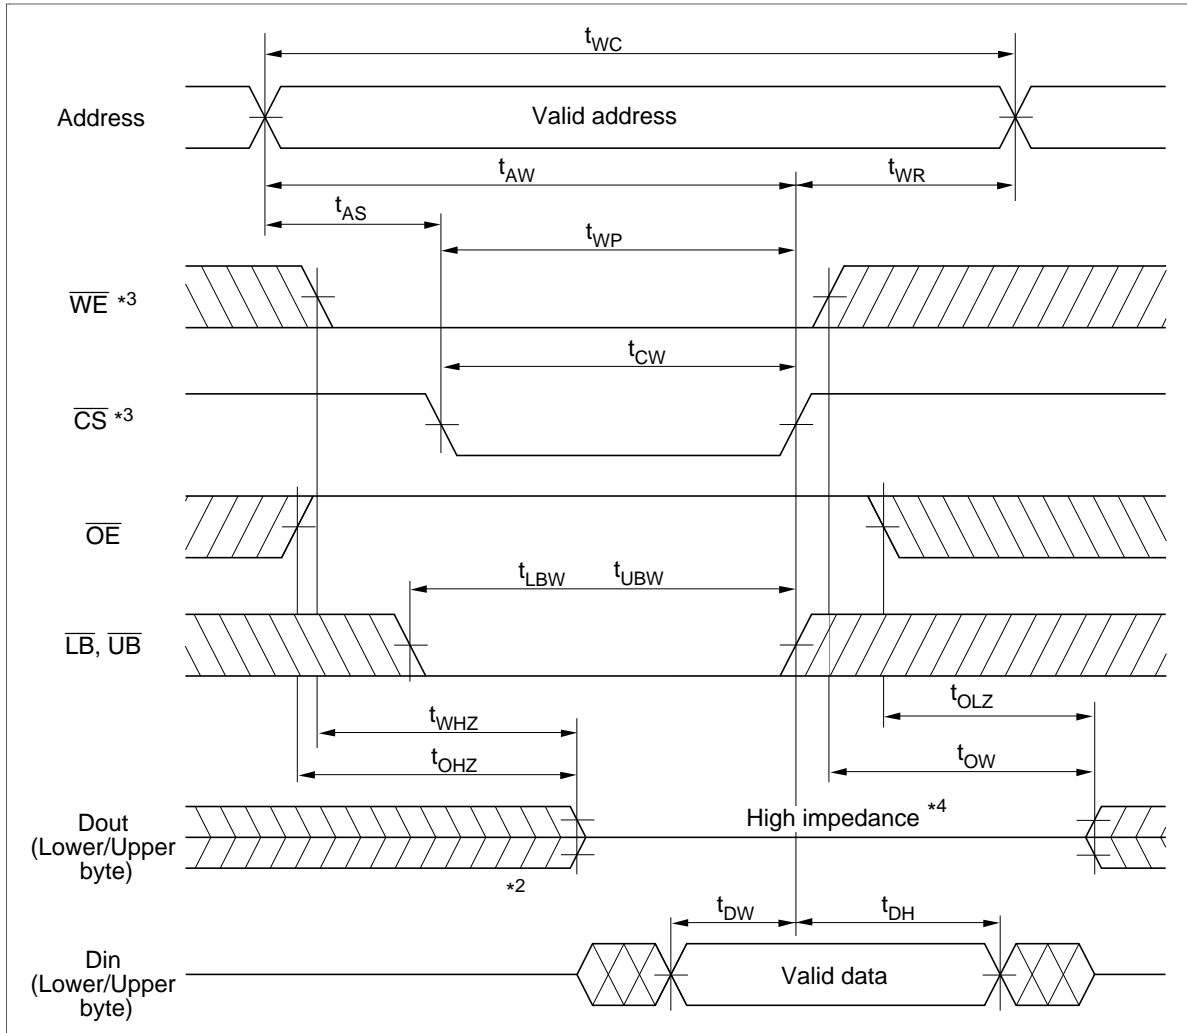 tWC
Address
Valid address
tAW
tWR
tAS
tWP
WE *3
tCW
CS *3
OE
tLBW tUBW
LB, UB
tOLZ
tWHZ
tOW
tOHZ
High impedance *4
Dout
(Lower/Upper
byte)
*2
tDW
tDH
Din
(Lower/Upper
byte)
Valid data